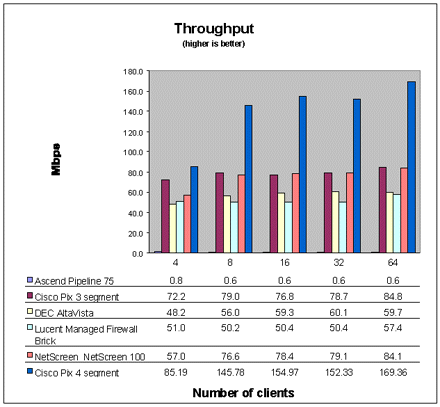 Throughput
(higher is better)
Mbps
180.0
160.0
140.0
120.0
100.0
80.0
60.0
40.0
20.0
0.0
4 8 16 32 64
Ascend Pipeline 75 0.8 0.6 0.6 0.6 0.6
Cisco Pix 3 segment 72.2 79.0 76.8 78.7 84.8
DEC AltaVista 48.2 56.0 59.3 60.1 59.7
Lucent Managed Firewall 51.0 50.2 50.4 50.4 57.4
Brick
NetScreen NetScreen 100 57.0 76.6 78.4 79.1 84.1
Cisco Pix 4 segment 85.19 145.78 154.97 152.33 169.36
Number of clients